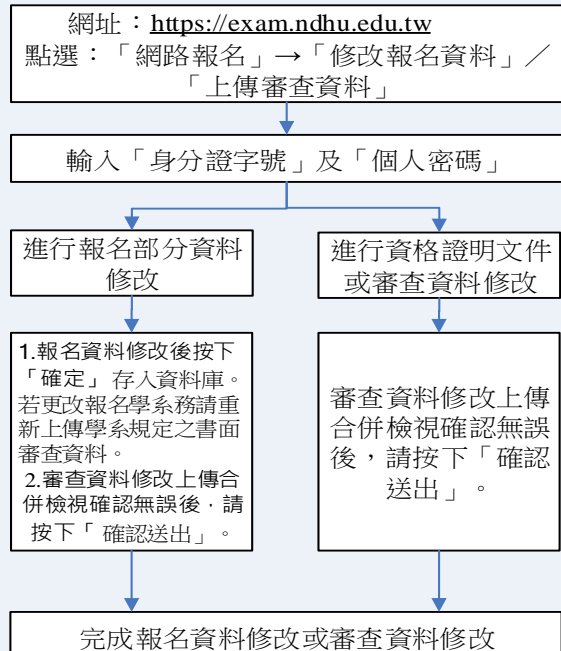 網址：https://exam.ndhu.edu.tw
點選：「網路報名」→「修改報名資料」／
「上傳審查資料」
輸入「身分證字號」及「個人密碼」
進行報名部分資料
修改
進行資格證明文件
或審查資料修改
1.報名資料修改後按下
「確定」存入資料庫。
若更改報名學系務請重
新上傳學系規定之書面
審查資料。
2.審查資料修改上傳合
併檢視確認無誤後，請
按下「確認送出」。
審查資料修改上傳
合併檢視確認無誤
後，請按下「確認
送出」。
完成報名資料修改或審查資料修改